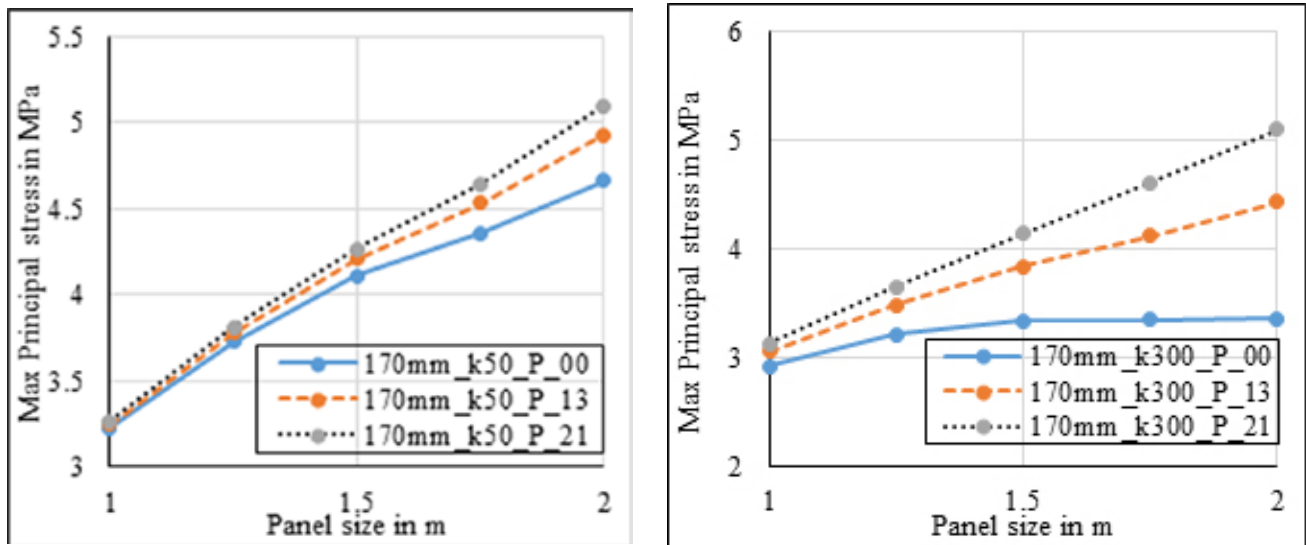 Max Principal stress in MPa
5.5
5
4.5
4
3.5
3
170mm_k50_P_00
170mm_k50_P_13
170mm_k50_P_21
1
1.5
2
Panel size in m
Max Principal stress in MPa
6
5
4
3
2
170mm_k300_P_00
170mm_k300_P_13
170mm_k300_P_21
1
1.5
2
Panel size in m